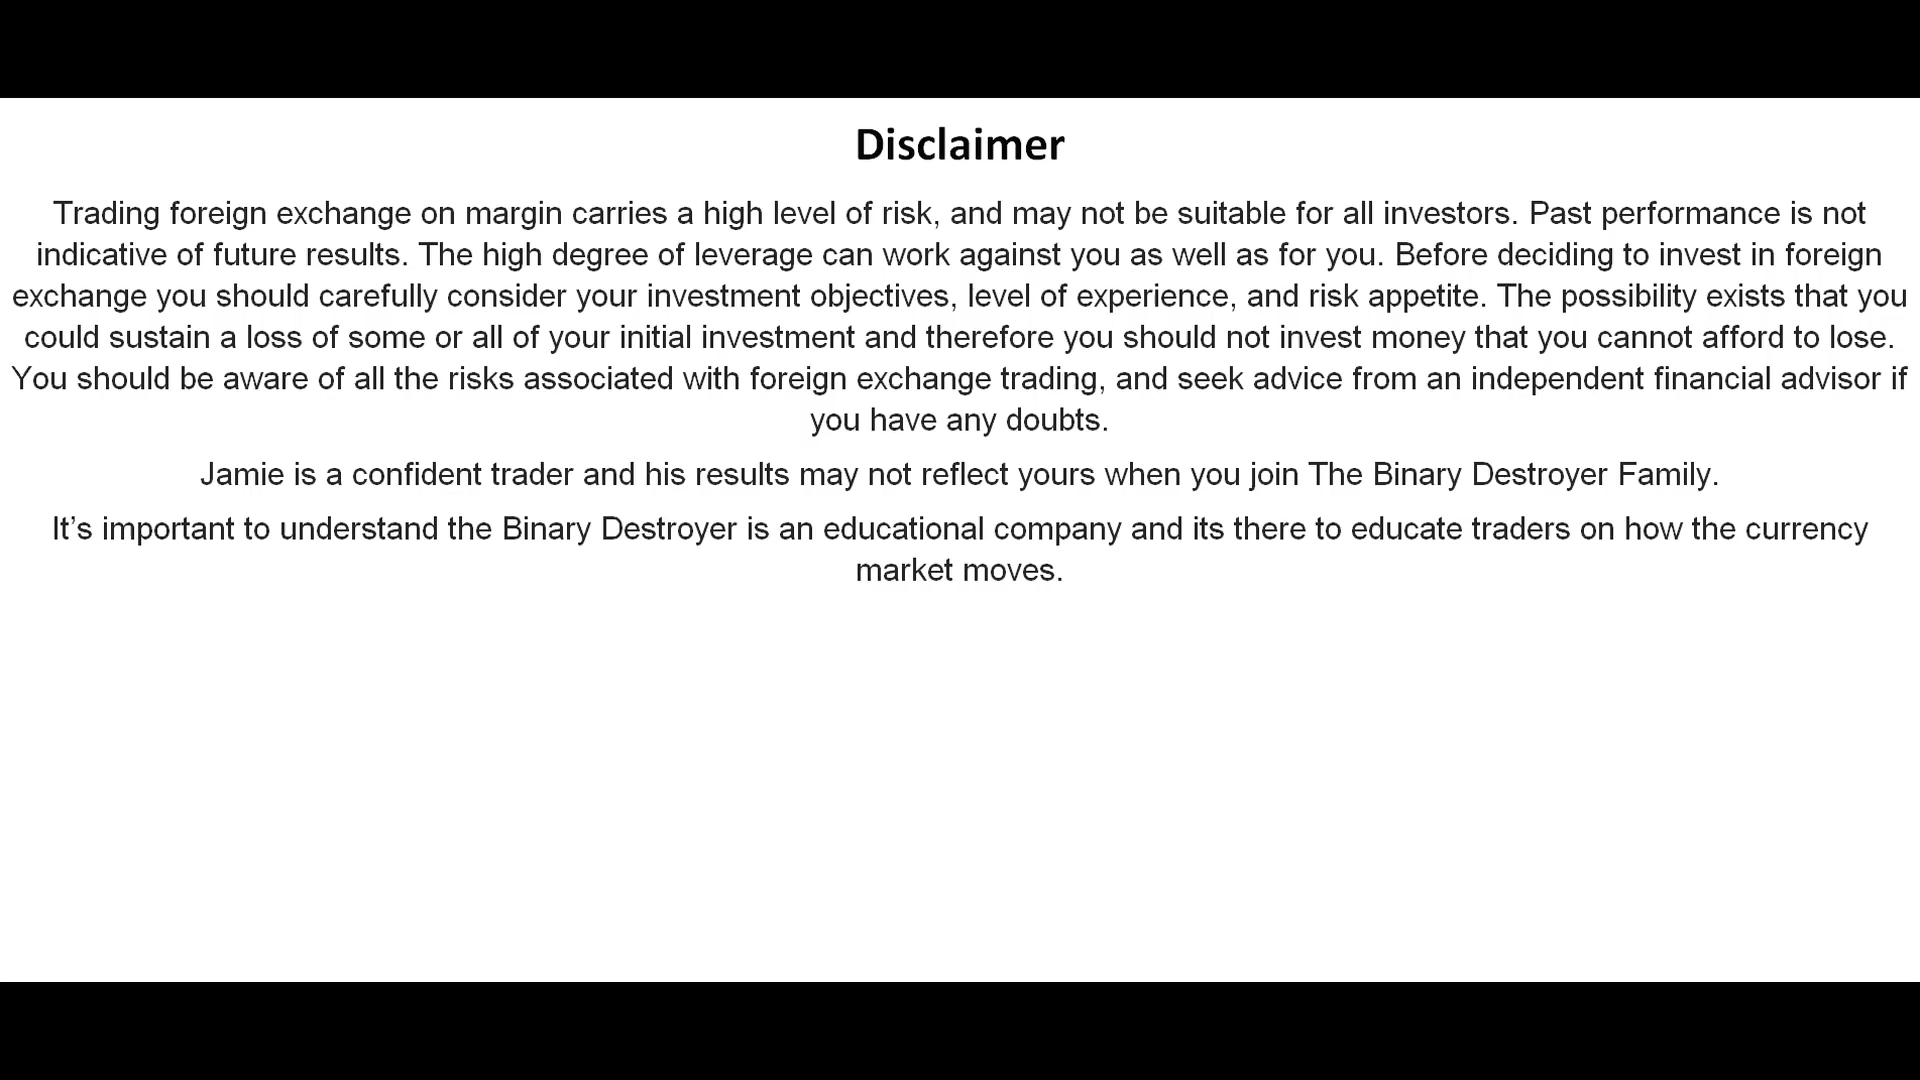 Disclaimer
Trading foreign exchange on margin carries a high level of risk, and may not be suitable for all investors. Past performance is not
indicative of future results. The high degree of leverage can work against you as well as for you. Before deciding to invest in foreign
exchange you should carefully consider your investment objectives, level of experience, and risk appetite. The possibility exists that you
could sustain a loss of some or all of your initial investment and therefore you should not invest money that you cannot afford to lose.
You should be aware of all the risks associated with foreign exchange trading, and seek advice from an independent financial advisor if
you have any doubts.
Jamie is a confident trader and his results may not reflect yours when you join The Binary Destroyer Family.
It’s important to understand the Binary Destroyer is an educational company and its there to educate traders on how the currency
market moves.